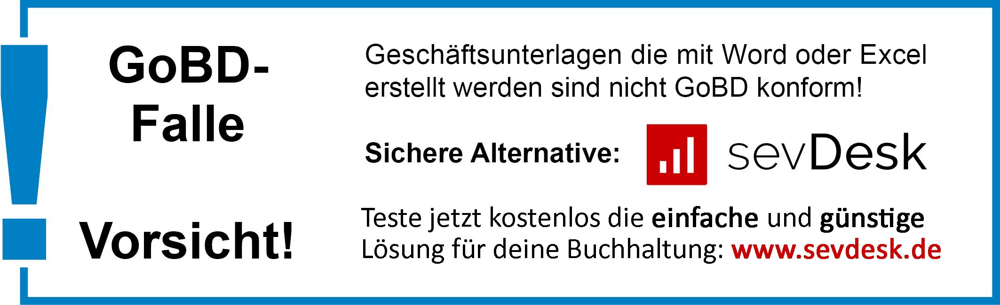 GoBD-
Falle
Vorsicht!
Geschäftsunterlagen die mit Word oder Excel
erstellt werden sind nicht GoBD konform!
Sichere Alternative: sevDesk
Teste jetzt kostenlos die einfache und günstige
Lösung für deine Buchhaltung: www.sevdesk.de